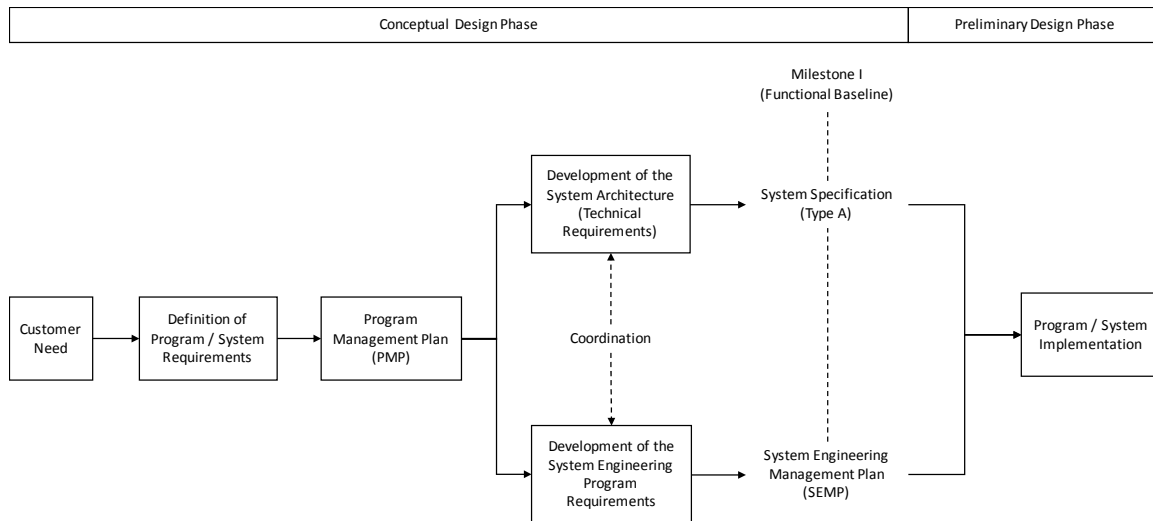 Conceptual Design Phase
Preliminary Design Phase
Milestone I
(Functional Baseline)
Development of the
System Architecture
(Technical
Requirements)
System Specification
(Type A)
Customer
Need
Definition of
Program / System
Requirements
Program
Management Plan
(PMP)
Coordination
Program / System
Implementation
Development of the
System Engineering
Program
Requirements
System Engineering
Management Plan
(SEMP)